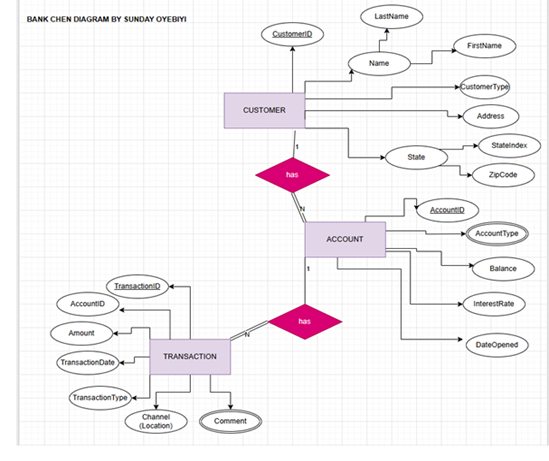 BANK CHEN DIAGRAM BY SUNDAY OYEBIYI
LastName
CustomerID
FirstName
Name
CustomerType
CUSTOMER
Address
StateIndex
1
State
ZipCode
has
N
AccountID
AccountType
ACCOUNT
Balance
1
TransactionID
AccountID
InterestRate
has
Amount
N
DateOpened
TRANSACTION
TransactionDate
TransactionType
Channel
(Location)
Comment